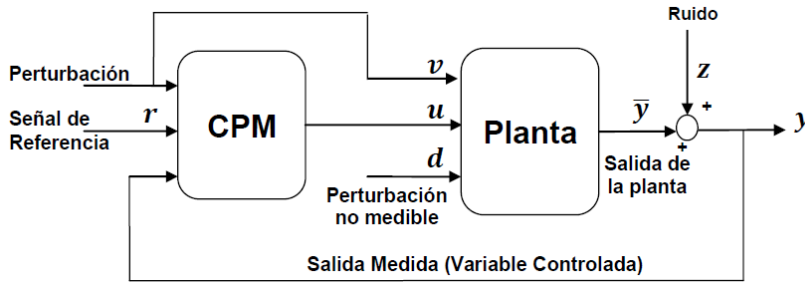 Ruido
Perturbación
v
z
Señal de
Referencia
r
CPM
u
Planta
ȳ
+
y
+
d
Perturbación
no medible
Salida de
la planta
Salida Medida (Variable Controlada)